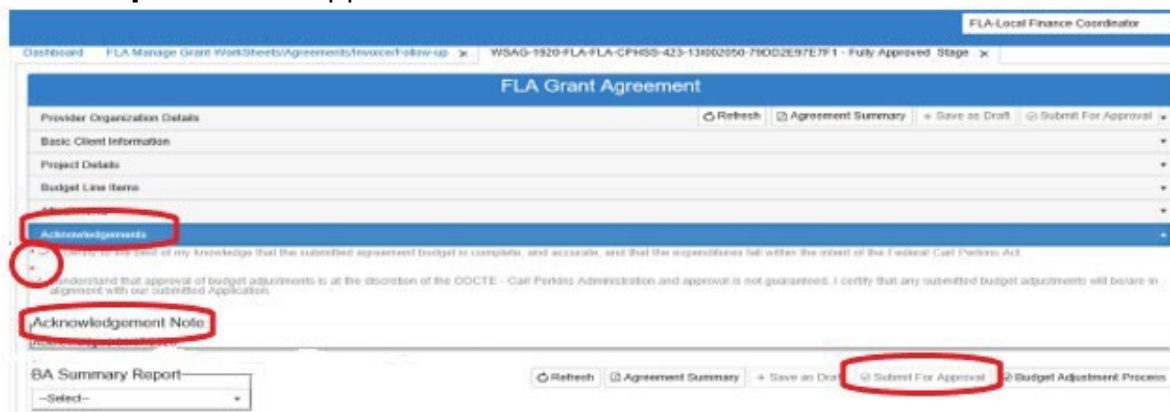 FLA-Local Finance Coordinator
Dashboard FLA Manage Grant WorkSheets/Agreements/Invoice/Follow-up x WSAG-1920-FLA-FLA-CPHSS-423- - Fully Approved Stage x
FLA Grant Agreement
Provider Organization Details Refresh Agreement Summary + Save as Draft Submit For Approval
Basic Client Information
Project Details
Budget Line Items
Acknowledgements
to the best of my knowledge that the submitted agreement budget is complete, and accurate, and that the expenditures fall within the intent of the Federal Carl Perkins Act
understand that approval of budget adjustments is at the discretion of the ODCTE - Carl Perkins Administration and approval is not guaranteed. I certify that any submitted budget adjustments will be/are in
alignment with our submitted Application.
Acknowledgement Note
BA Summary Report
Refresh Agreement Summary + Save as Draft Submit For Approval Budget Adjustment Process
--Select--